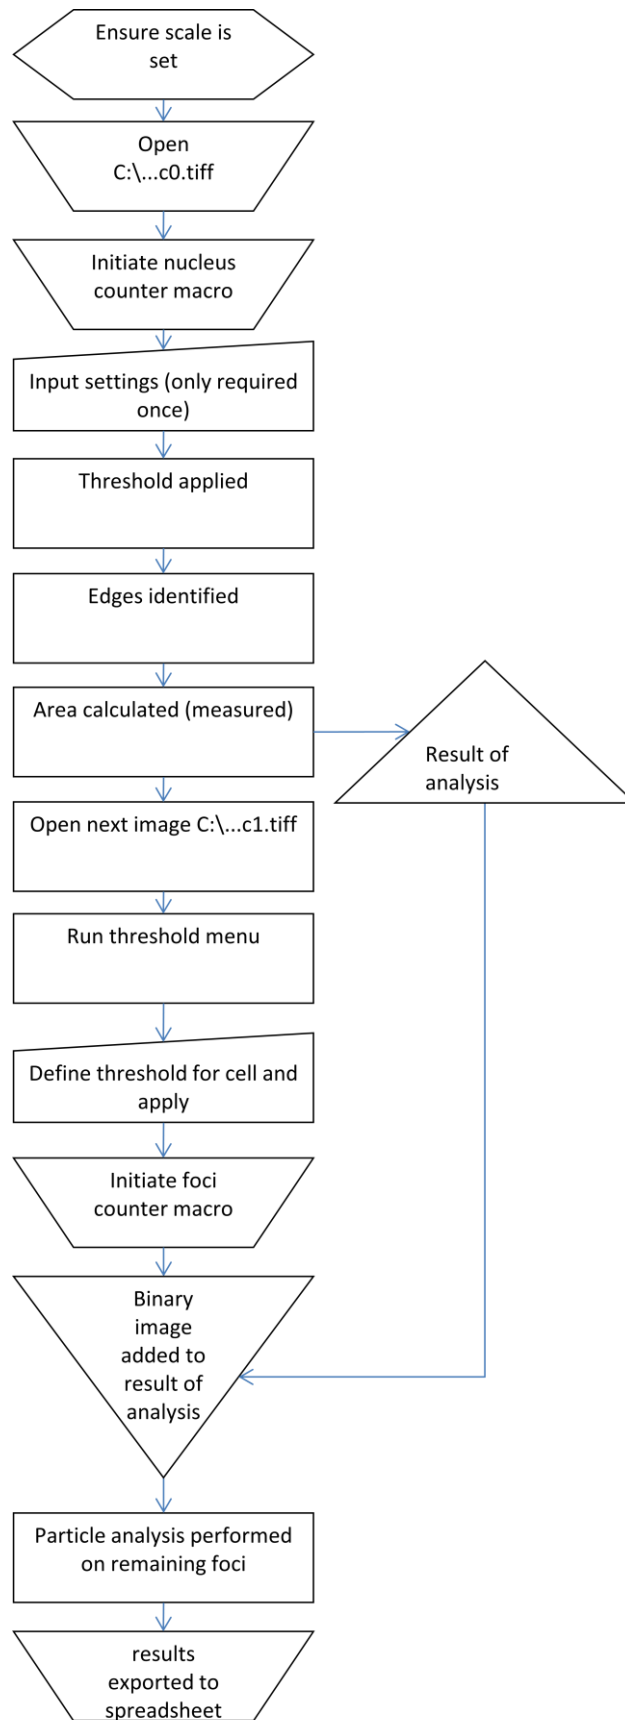 Ensure scale is
set
Open
C:\...c0.tiff
Initiate nucleus
counter macro
Input settings (only required
once)
Threshold applied
Edges identified
Area calculated (measured)
Result of
analysis
Open next image C:\...c1.tiff
Run threshold menu
Define threshold for cell and
apply
Initiate foci
counter macro
Binary
image
added to
result of
analysis
Particle analysis performed
on remaining foci
results
exported to
spreadsheet